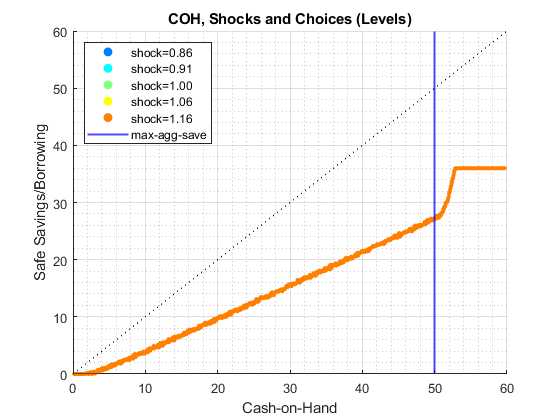 COH, Shocks and Choices (Levels)
60
50
40
30
20
10
0
Safe Savings/Borrowing
shock=0.86
shock=0.91
shock=1.00
shock=1.06
shock=1.16
max-agg-save
0 10 20 30 40 50 60
Cash-on-Hand